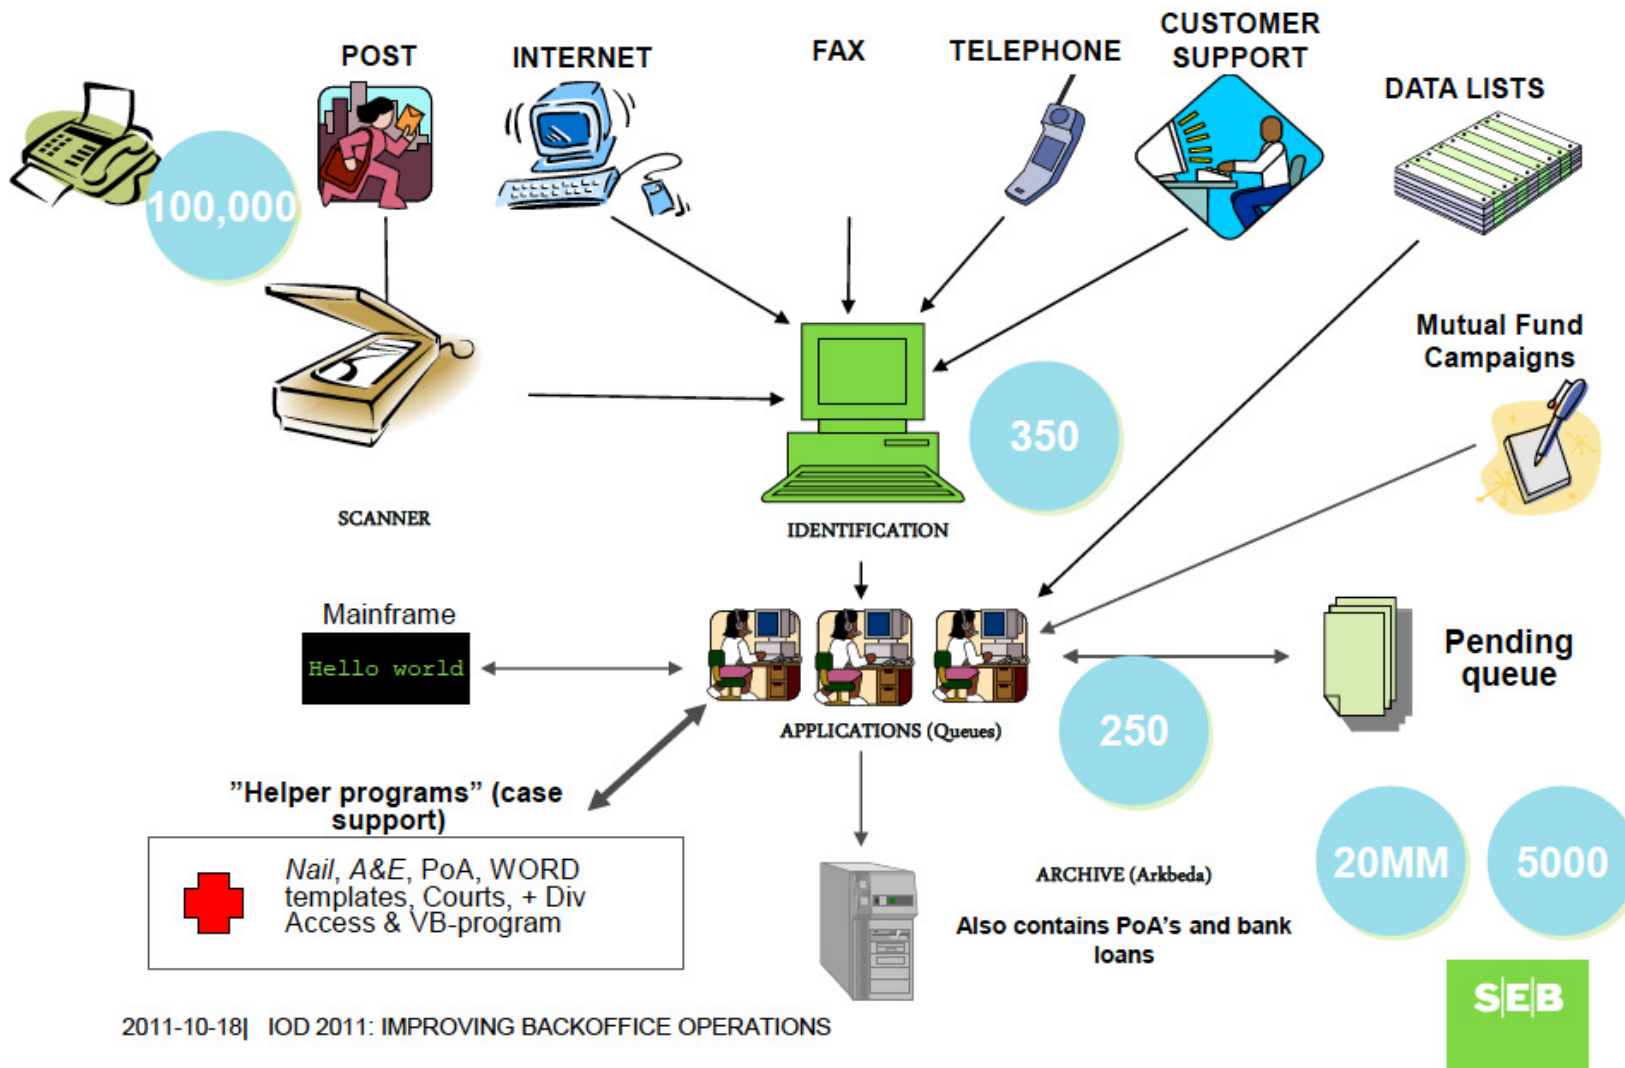 POST
INTERNET
FAX
TELEPHONE
CUSTOMER
SUPPORT
DATA LISTS
100,000
Mutual Fund
Campaigns
350
SCANNER
IDENTIFICATION
Mainframe
Hello world
Pending
queue
APPLICATIONS (Queues)
250
”Helper programs” (case
support)
Nail, A&E, PoA, WORD
templates, Courts, + Div
Access & VB-program
20MM
5000
ARCHIVE (Arkbeda)
Also contains PoA's and bank
loans
S|E|B
2011-10-18| IOD 2011: IMPROVING BACKOFFICE OPERATIONS